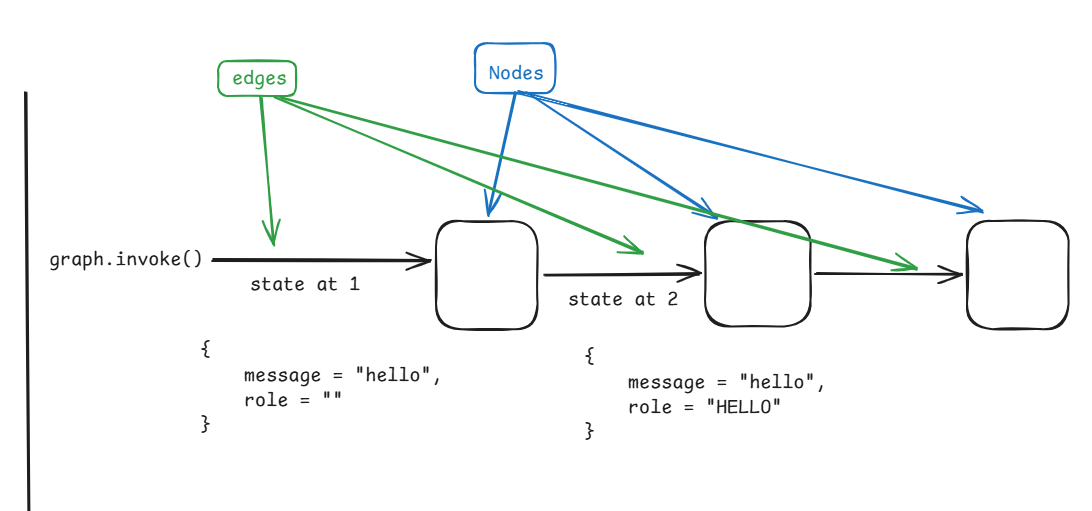 edges
Nodes
graph.invoke()
state at 1
state at 2
{
message = "hello",
role = ""
}
{
message = "hello",
role = "HELLO"
}